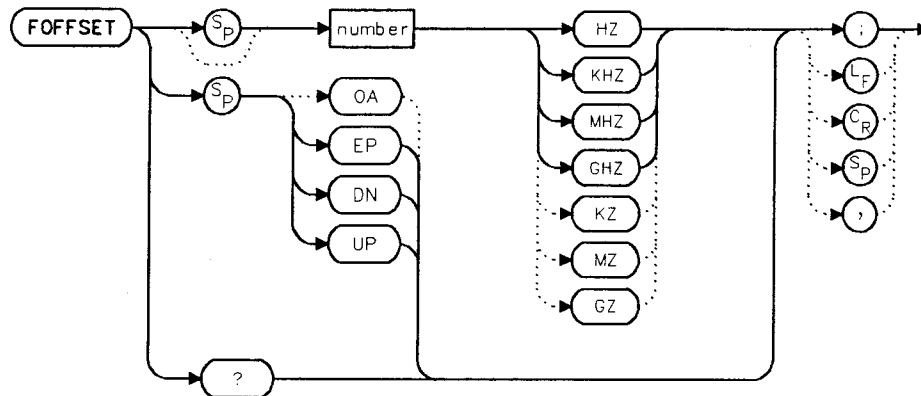 FOFFSET SP number HZ ;
KHZ LF
SP OA MHZ CR
EP GHZ SP
DN KZ ,
UP MZ
GZ
?